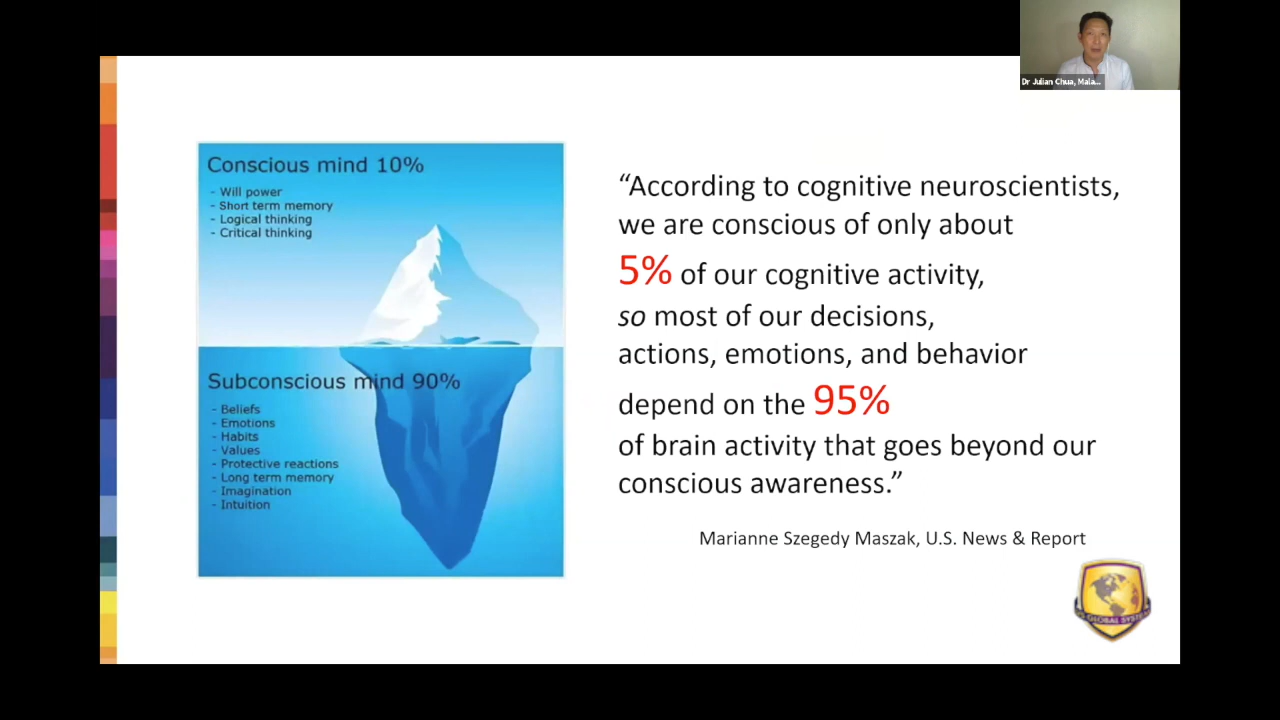 Dr Julian Chua, Mala...
Conscious mind 10%
- Will power
- Short term memory
- Logical thinking
- Critical thinking
Subconscious mind 90%
- Beliefs
- Emotions
- Habits
- Values
- Protective reactions
- Long term memory
- Imagination
- Intuition
“According to cognitive neuroscientists,
we are conscious of only about
5% of our cognitive activity,
so most of our decisions,
actions, emotions, and behavior
depend on the 95%
of brain activity that goes beyond our
conscious awareness.”
Marianne Szegedy Maszak, U.S. News & Report
GLOBAL